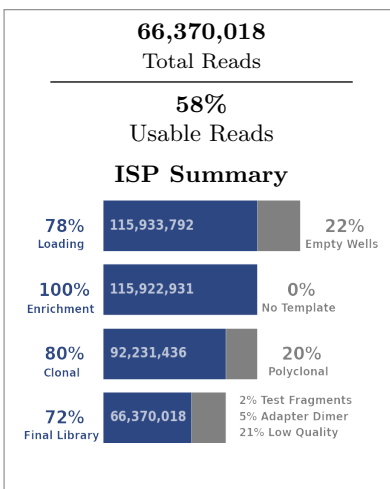 66,370,018
Total Reads
58%
Usable Reads
ISP Summary
78%
Loading
115,933,792
22%
Empty Wells
100%
Enrichment
115,922,931
0%
No Template
80%
Clonal
92,231,436
20%
Polyclonal
72%
Final Library
66,370,018
2% Test Fragments
5% Adapter Dimer
21% Low Quality